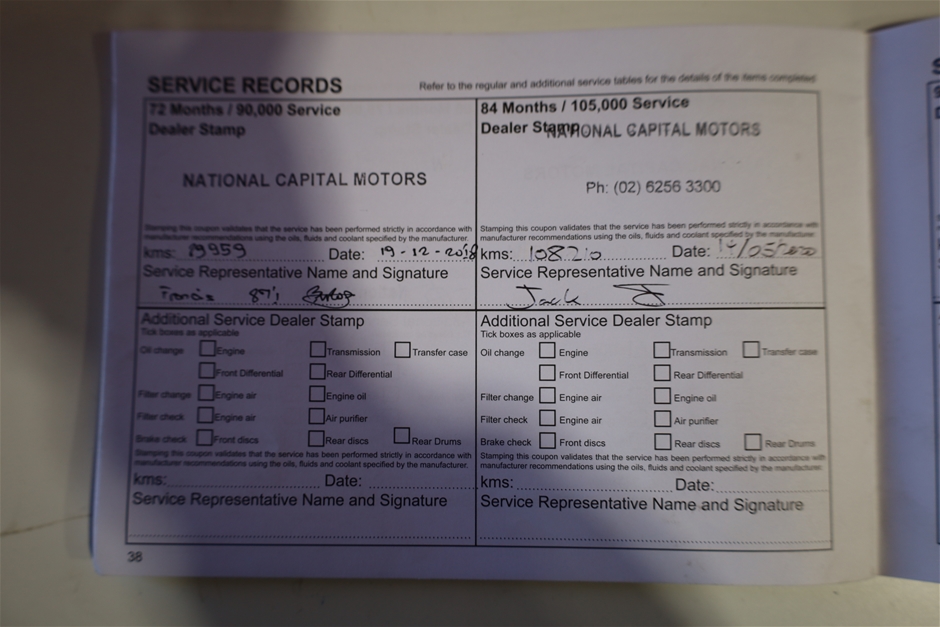 SERVICE RECORDS
Refer to the regular and additional service tables for the details of the items completed
72 Months / 90,000 Service
Dealer Stamp
NATIONAL CAPITAL MOTORS
Stamping this coupon validates that the service has been performed strictly in accordance with
manufacturer recommendations using the oils, fluids and coolant specified by the manufacturer.
kms: 89959 Date: 19-12-2018
Service Representative Name and Signature
Francis
Additional Service Dealer Stamp
Tick boxes as applicable
Oil change Engine Transmission Transfer case
Front Differential Rear Differential
Filter change Engine air Engine oil
Filter check Engine air Air purifier
Brake check Front discs Rear discs Rear Drums
Stamping this coupon validates that the service has been performed strictly in accordance with
manufacturer recommendations using the oils, fluids and coolant specified by the manufacturer.
kms: Date:
Service Representative Name and Signature
84 Months / 105,000 Service
Dealer Stamp NATIONAL CAPITAL MOTORS
Ph: (02) 6256 3300
Stamping this coupon validates that the service has been performed strictly in accordance with
manufacturer recommendations using the oils, fluids and coolant specified by the manufacturer.
kms: 108210 Date: 14/05/2020
Service Representative Name and Signature
Jack
Additional Service Dealer Stamp
Tick boxes as applicable
Oil change Engine Transmission Transfer case
Front Differential Rear Differential
Filter change Engine air Engine oil
Filter check Engine air Air purifier
Brake check Front discs Rear discs Rear Drums
Stamping this coupon validates that the service has been performed strictly in accordance with
manufacturer recommendations using the oils, fluids and coolant specified by the manufacturer.
kms: Date:
Service Representative Name and Signature
38